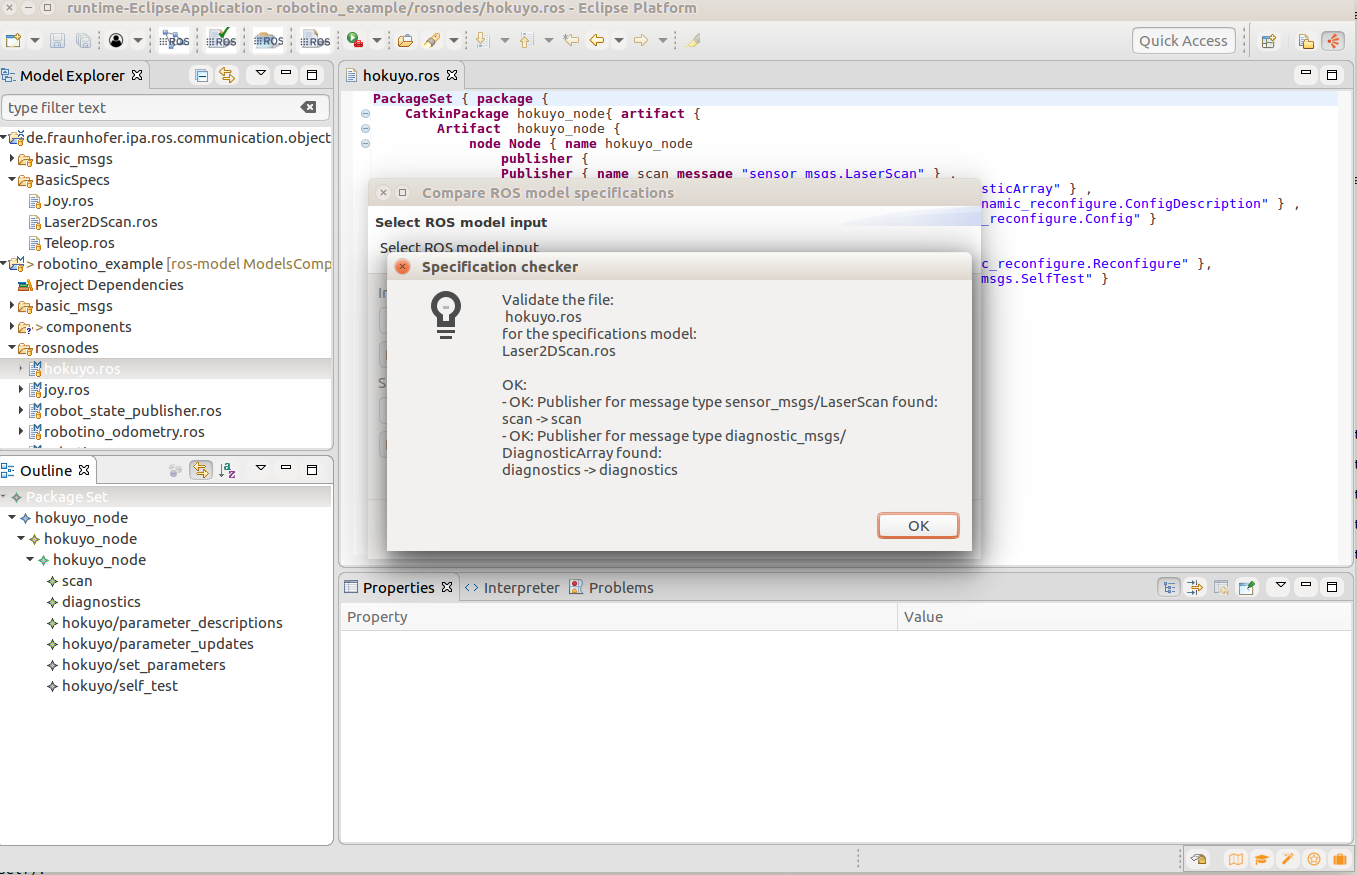 runtime-EclipseApplication - robotino_example/rosnodes/hokuyo.ros - Eclipse Platform
ROS ROS ROS ROS
Quick Access
Model Explorer
type filter text
de.fraunhofer.ipa.ros.communication.object
basic_msgs
BasicSpecs
Joy.ros
Laser2DScan.ros
Teleop.ros
> robotino_example [ros-model ModelsComp
Project Dependencies
basic_msgs
> components
rosnodes
hokuyo.ros
joy.ros
robot_state_publisher.ros
robotino_odometry.ros
Outline
Package Set
hokuyo_node
hokuyo_node
hokuyo_node
scan
diagnostics
hokuyo/parameter_descriptions
hokuyo/parameter_updates
hokuyo/set_parameters
hokuyo/self_test
hokuyo.ros
PackageSet { package {
CatkinPackage hokuyo_node{ artifact {
Artifact hokuyo_node {
node Node { name hokuyo_node
publisher {
Publisher { name scan message "sensor_msgs.LaserScan" } ,
sticArray" } ,
namic_reconfigure.ConfigDescription" } ,
_reconfigure.Config" }
c_reconfigure.Reconfigure" },
msgs.SelfTest" }
Compare ROS model specifications
Select ROS model input
Select ROS model input
Specification checker
Validate the file:
hokuyo.ros
for the specifications model:
Laser2DScan.ros
OK:
- OK: Publisher for message type sensor_msgs/LaserScan found:
scan -> scan
- OK: Publisher for message type diagnostic_msgs/
DiagnosticArray found:
diagnostics -> diagnostics
OK
Properties
Interpreter
Problems
Property
Value